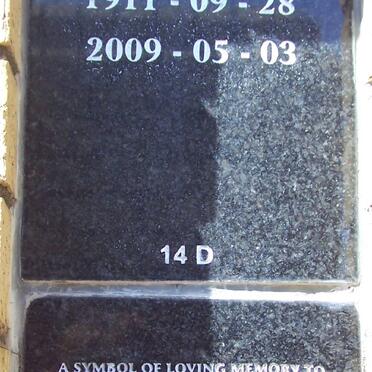 1911 - 09 - 28
2009 - 05 - 03
14 D
A SYMBOL OF LOVING MEMORY TO